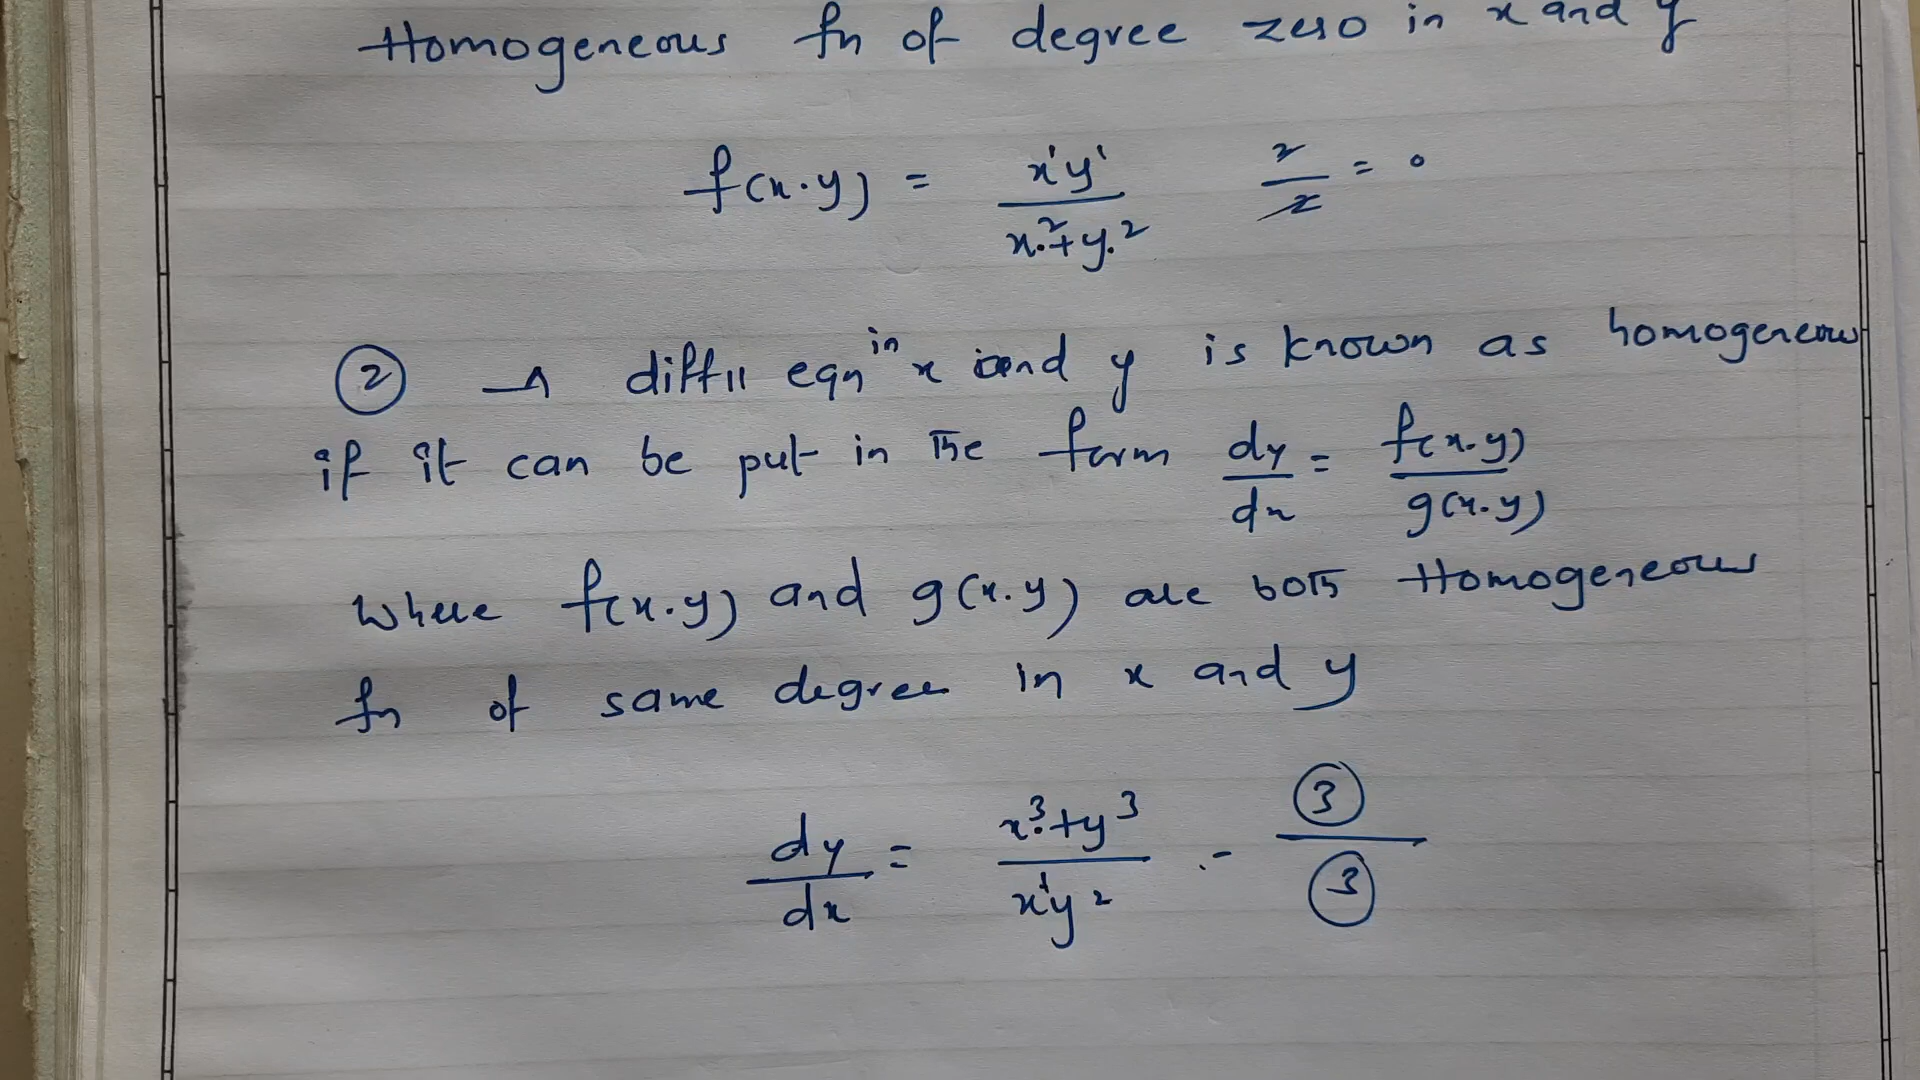 Homogeneous fn of degree zero in x and y
f(x.y) = x¹y¹ / x²+y² 2/2 = 0
② A diffll eqn in x and y is known as homogeneous
if it can be put in the form dy/dx = f(x.y)/g(x.y)
where f(x.y) and g(x.y) are both Homogeneous
fn of same degree in x and y
dy/dx = x³+y³ / x¹y² - ③/③